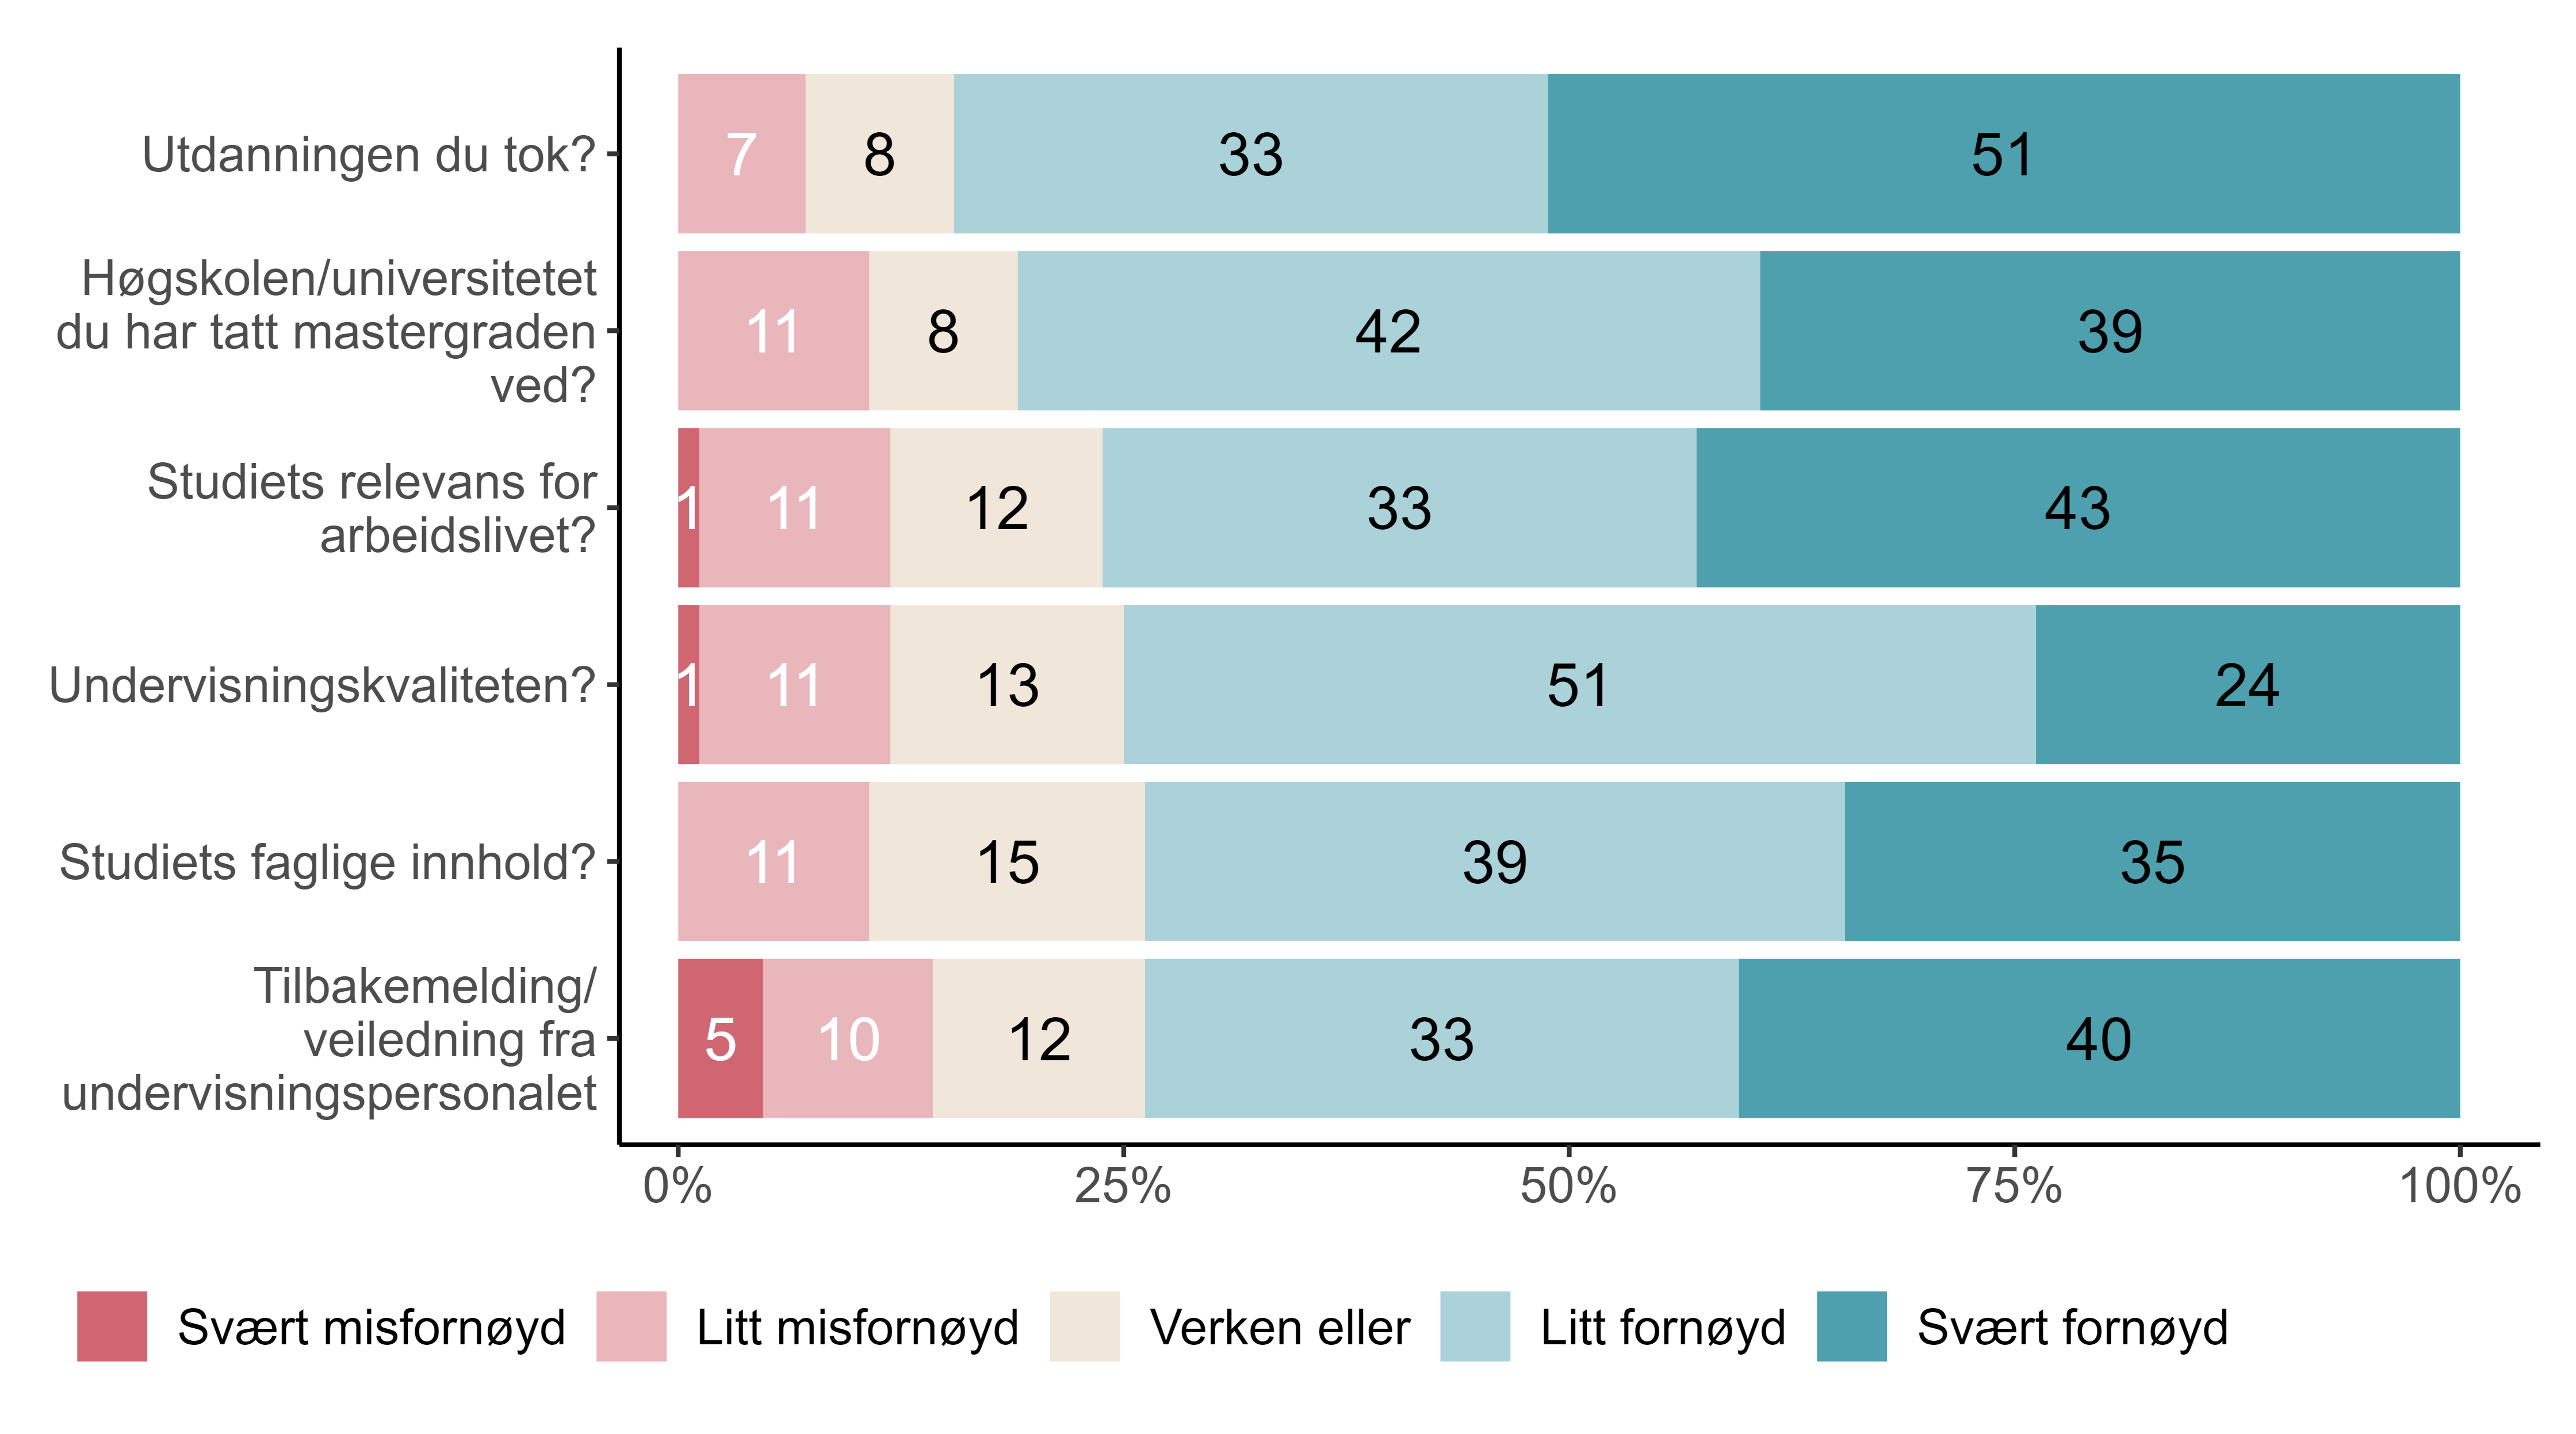 Utdanningen du tok?
7 8 33 51
Høgskolen/universitetet
du har tatt mastergraden
ved?
11 8 42 39
Studiets relevans for
arbeidslivet?
1 11 12 33 43
Undervisningskvaliteten?
1 11 13 51 24
Studiets faglige innhold?
11 15 39 35
Tilbakemelding/
veiledning fra
undervisningspersonalet
5 10 12 33 40
0% 25% 50% 75% 100%
Svært misfornøyd Litt misfornøyd Verken eller Litt fornøyd Svært fornøyd